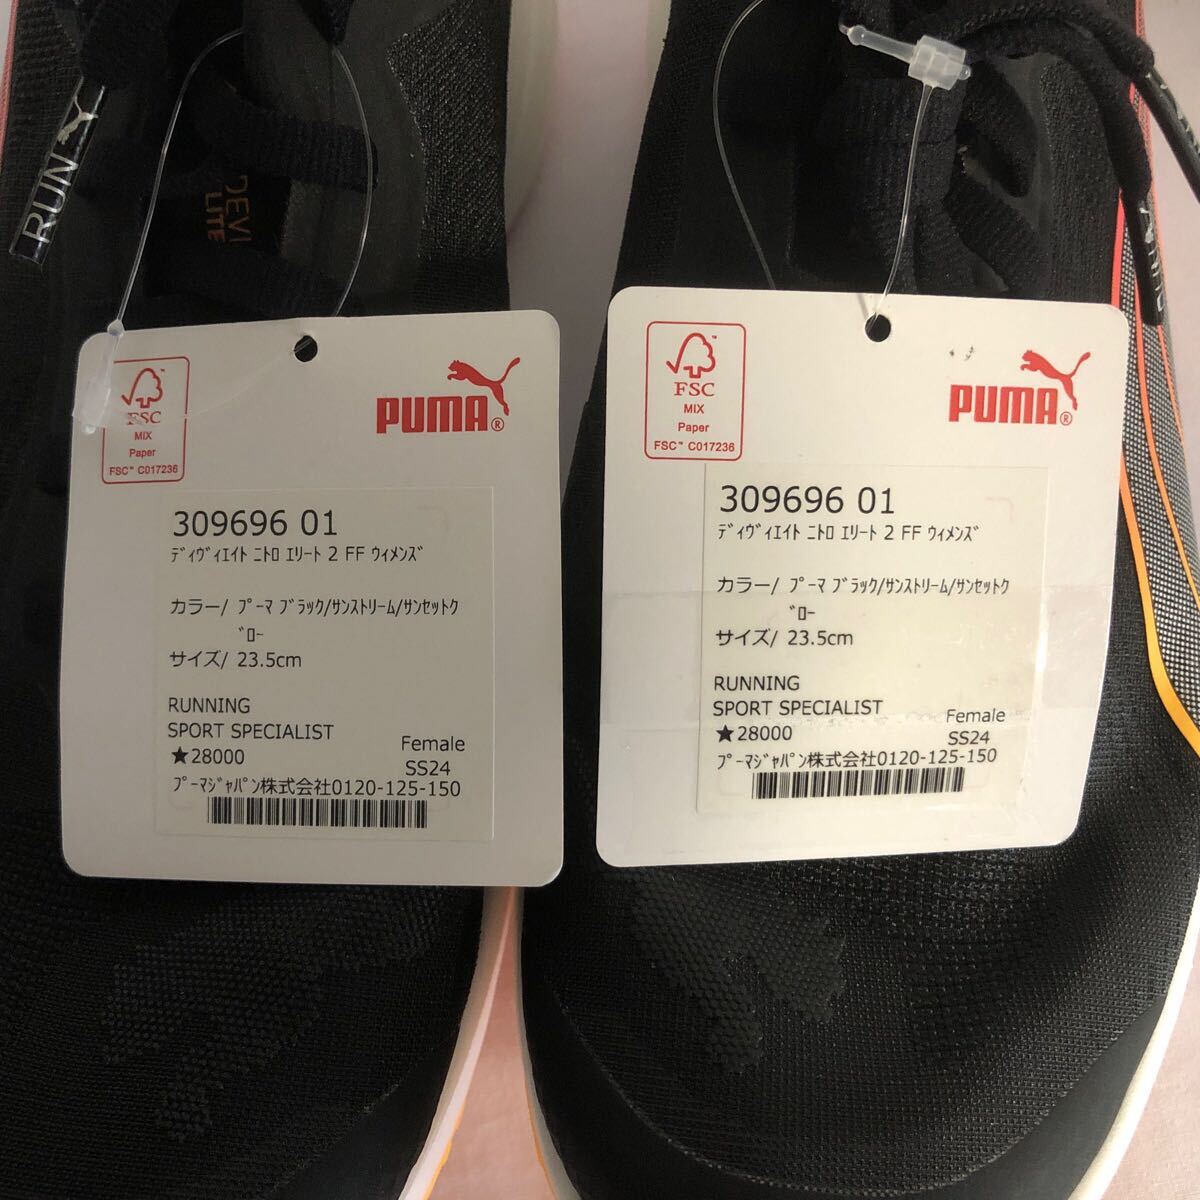 RUN
DEVI
LITE
FSC
MIX
Paper
FSC™ C017236
PUMA®
309696 01
ﾃﾞｨｳﾞｨｴｲﾄ ﾆﾄﾛ ｴﾘｰﾄ 2 FF ｳｨﾒﾝｽﾞ
カラー/ ﾌﾟｰﾏ ﾌﾞﾗｯｸ/ｻﾝｽﾄﾘｰﾑ/ｻﾝｾｯﾄｸ
ﾞﾛｰ
サイズ/ 23.5cm
RUNNING
SPORT SPECIALIST
★28000
Female
SS24
ﾌﾟｰﾏｼﾞｬﾊﾟﾝ株式会社0120-125-150
FSC™
MIX
Paper
FSC™ C017236
PUMA®
309696 01
ﾃﾞｨｳﾞｨｴｲﾄ ﾆﾄﾛ ｴﾘｰﾄ 2 FF ｳｨﾒﾝｽﾞ
カラー/ ﾌﾟｰﾏ ﾌﾞﾗｯｸ/ｻﾝｽﾄﾘｰﾑ/ｻﾝｾｯﾄｸ
ﾞﾛｰ
サイズ/ 23.5cm
RUNNING
SPORT SPECIALIST
★28000
Female
SS24
ﾌﾟｰﾏｼﾞｬﾊﾟﾝ株式会社0120-125-150